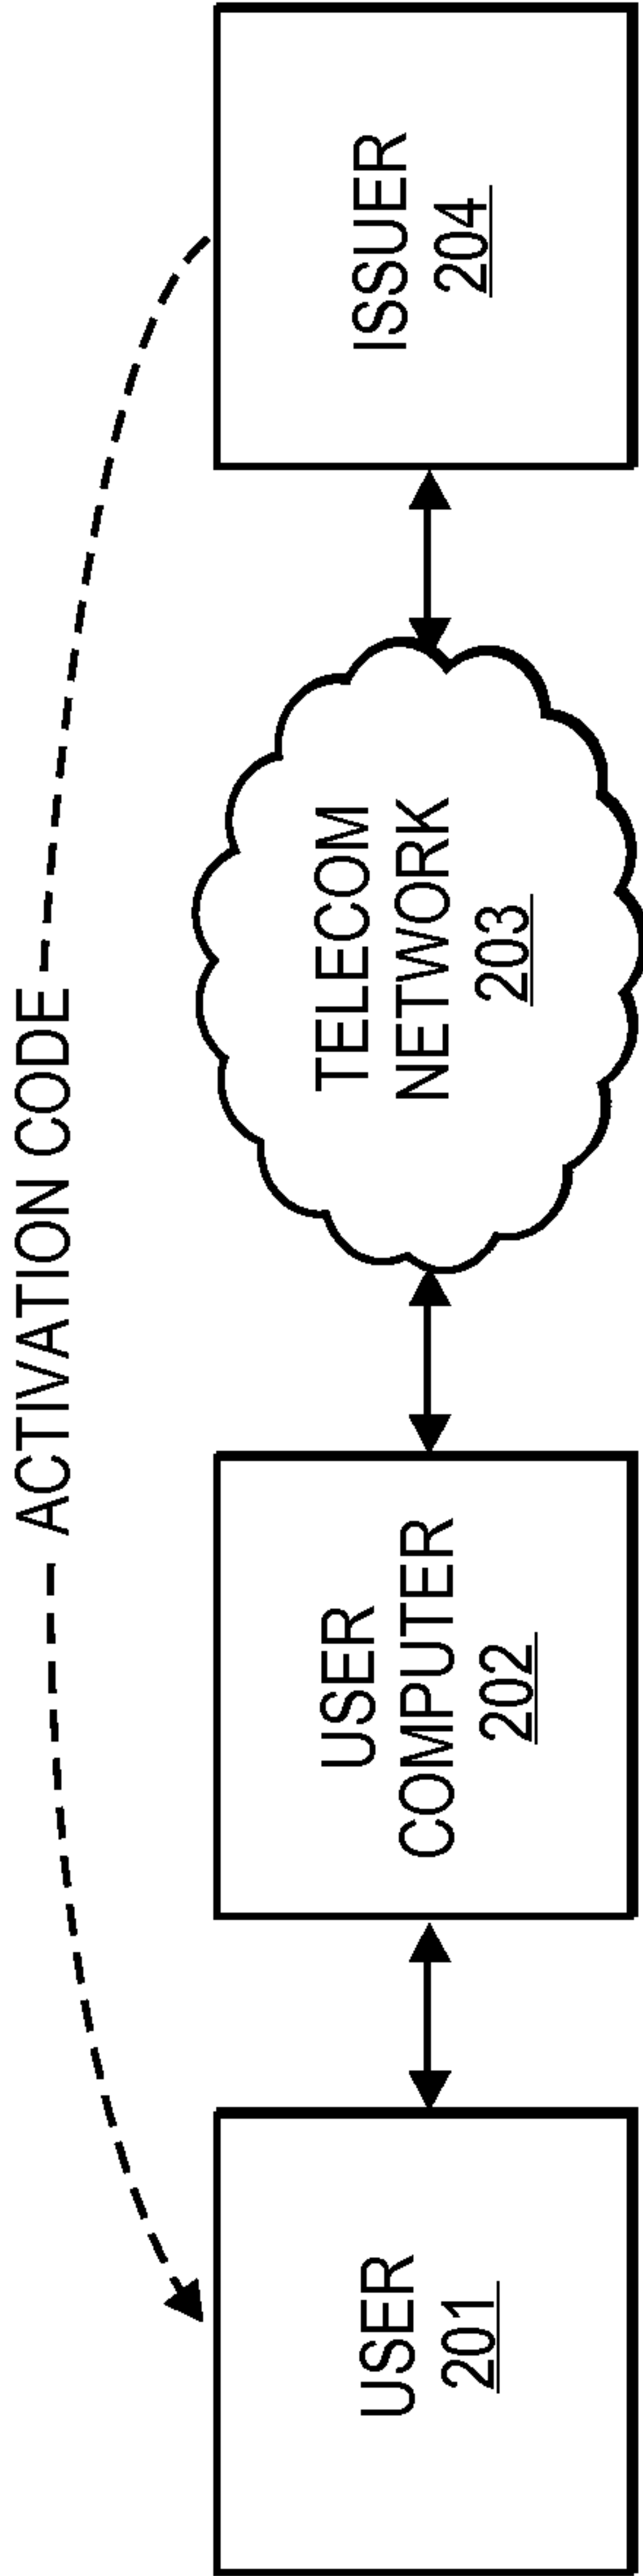 ACTIVATION CODE
USER
201
USER
COMPUTER
202
TELECOM
NETWORK
203
ISSUER
204